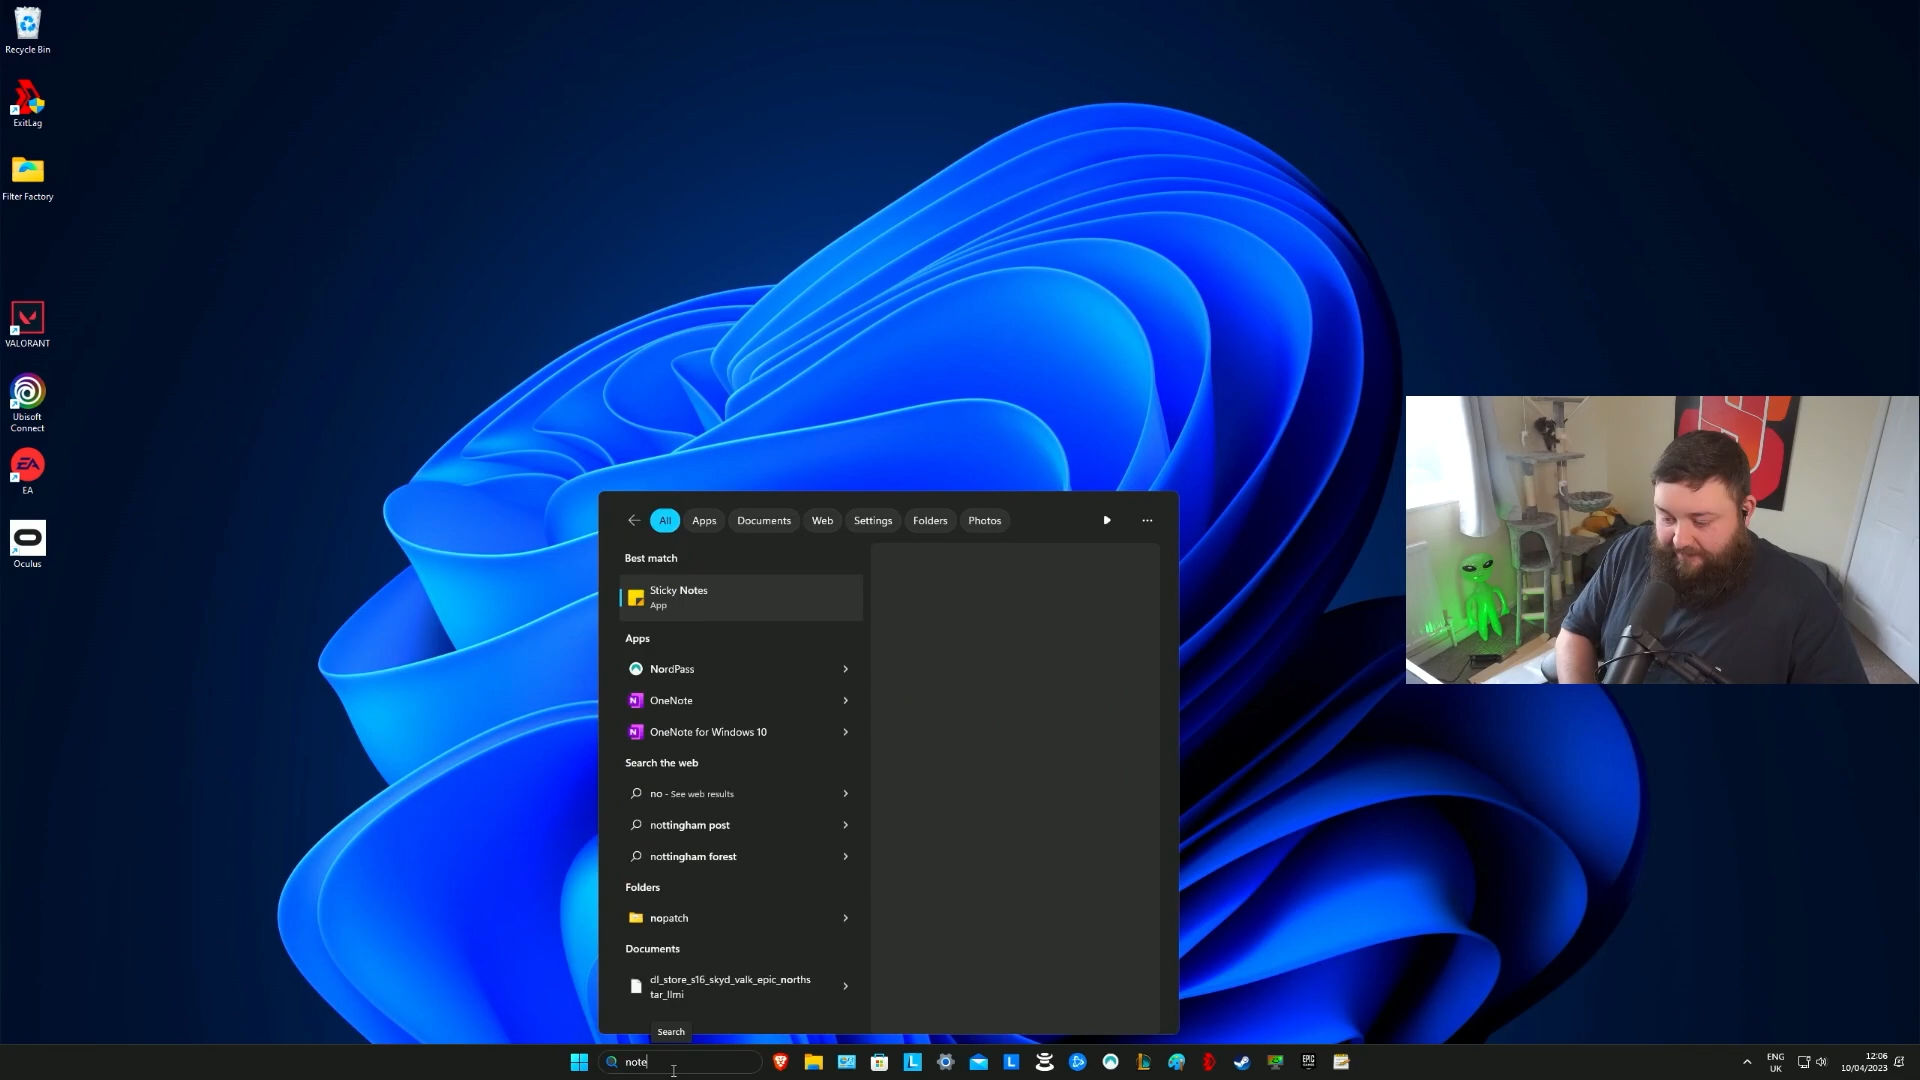 Recycle Bin
ExitLag
Filter Factory
VALORANT
Ubisoft
Connect
EA
EA
Oculus
All Apps Documents Web Settings Folders Photos
Best match
Sticky Notes
App
Apps
NordPass
OneNote
OneNote for Windows 10
Search the web
no - See web results
nottingham post
nottingham forest
Folders
nopatch
Documents
dl_store_s16_skyd_valk_epic_norths
tar_llmi
Search
note
ENG
UK
12:06
10/04/2023